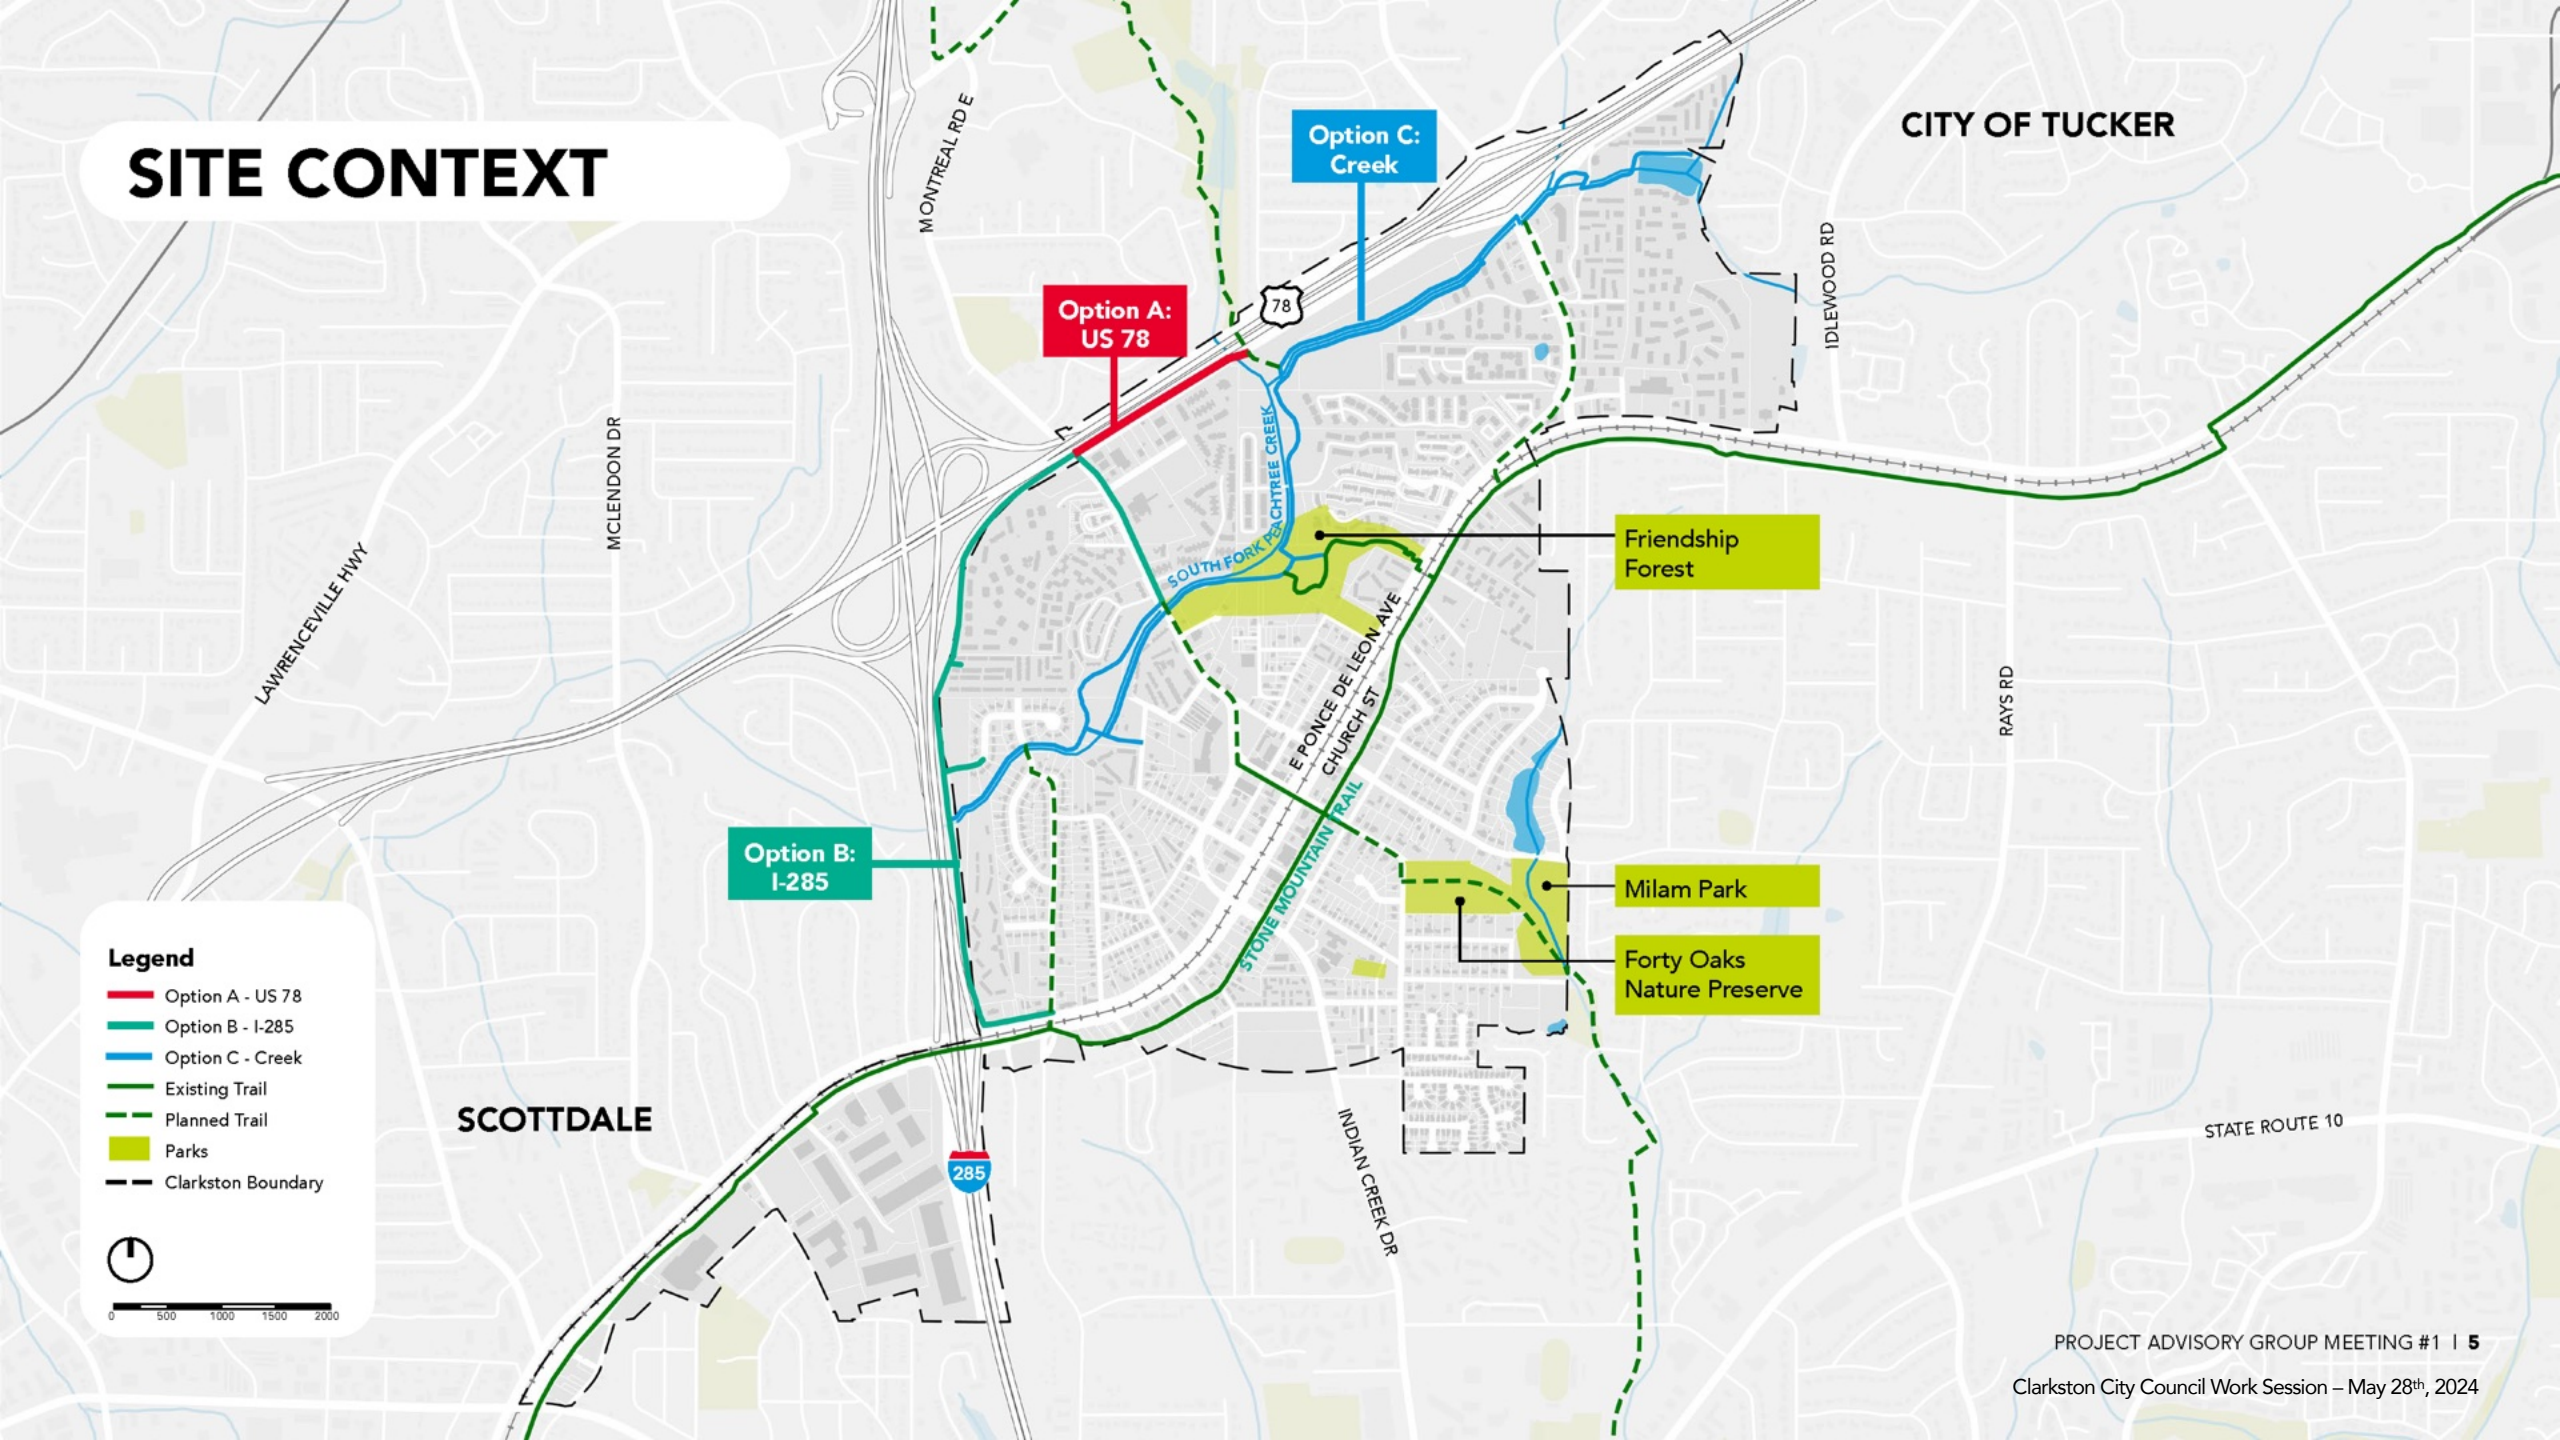 SITE CONTEXT
CITY OF TUCKER
MONTREAL RD E
Option C:
Creek
Option A:
US 78
78
IDLEWOOD RD
MCLENDON DR
LAWRENCEVILLE HWY
SOUTH FORK PEACHTREE CREEK
Friendship
Forest
E PONCE DE LEON AVE
CHURCH ST
STONE MOUNTAIN TRAIL
RAYS RD
Option B:
I-285
Milam Park
Forty Oaks
Nature Preserve
Legend
Option A - US 78
Option B - I-285
Option C - Creek
Existing Trail
Planned Trail
Parks
Clarkston Boundary
0 500 1000 1500 2000
SCOTTDALE
285
INDIAN CREEK DR
STATE ROUTE 10
PROJECT ADVISORY GROUP MEETING #1 | 5
Clarkston City Council Work Session – May 28th, 2024